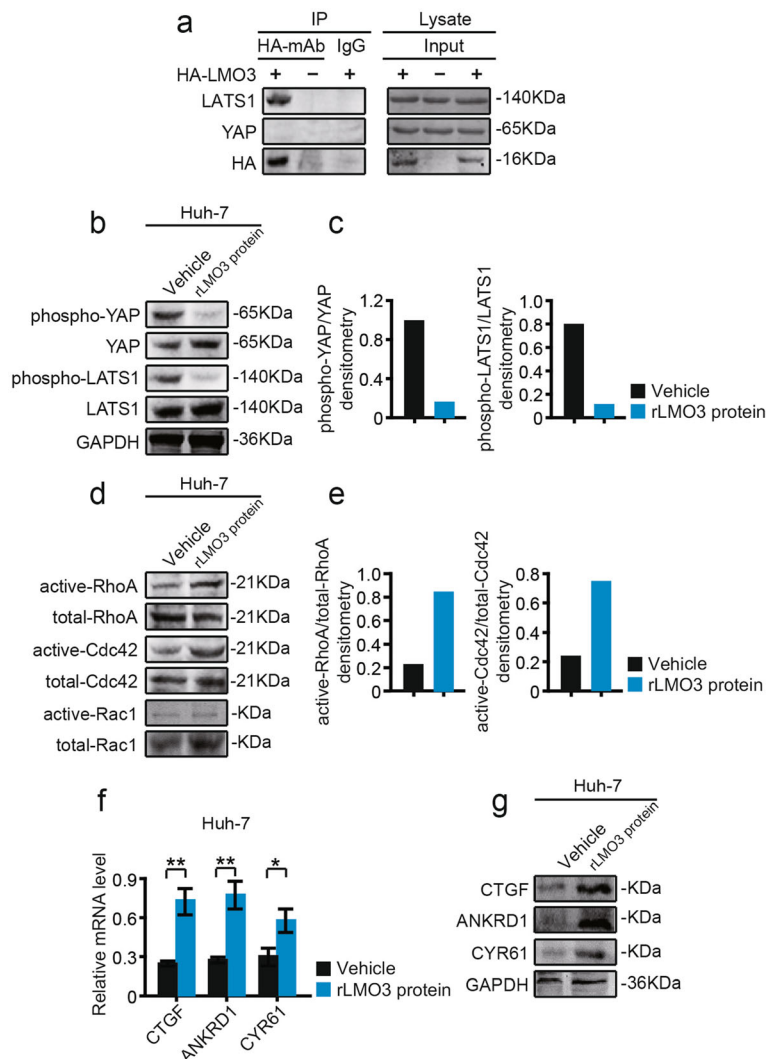 a
IP Lysate
HA-mAb IgG Input
HA-LMO3 + − + + − +
LATS1 -140KDa
YAP -65KDa
HA -16KDa
b
Huh-7
Vehicle
rLMO3 protein
phospho-YAP -65KDa
YAP -65KDa
phospho-LATS1 -140KDa
LATS1 -140KDa
GAPDH -36KDa
c
phospho-YAP/YAP
densitometry
1.2
0.8
0.4
0
phospho-LATS1/LATS1
densitometry
1.0
0.8
0.6
0.4
0.2
0
Vehicle
rLMO3 protein
d
Huh-7
Vehicle
rLMO3 protein
active-RhoA -21KDa
total-RhoA -21KDa
active-Cdc42 -21KDa
total-Cdc42 -21KDa
active-Rac1 -KDa
total-Rac1 -KDa
e
active-RhoA/total-RhoA
densitometry
1.0
0.8
0.6
0.4
0.2
0
active-Cdc42/total-Cdc42
densitometry
0.8
0.6
0.4
0.2
0
Vehicle
rLMO3 protein
f
Huh-7
Relative mRNA level
0.9
0.6
0.3
0
** ** *
CTGF
ANKRD1
CYR61
Vehicle
rLMO3 protein
g
Huh-7
Vehicle
rLMO3 protein
CTGF -KDa
ANKRD1 -KDa
CYR61 -KDa
GAPDH -36KDa